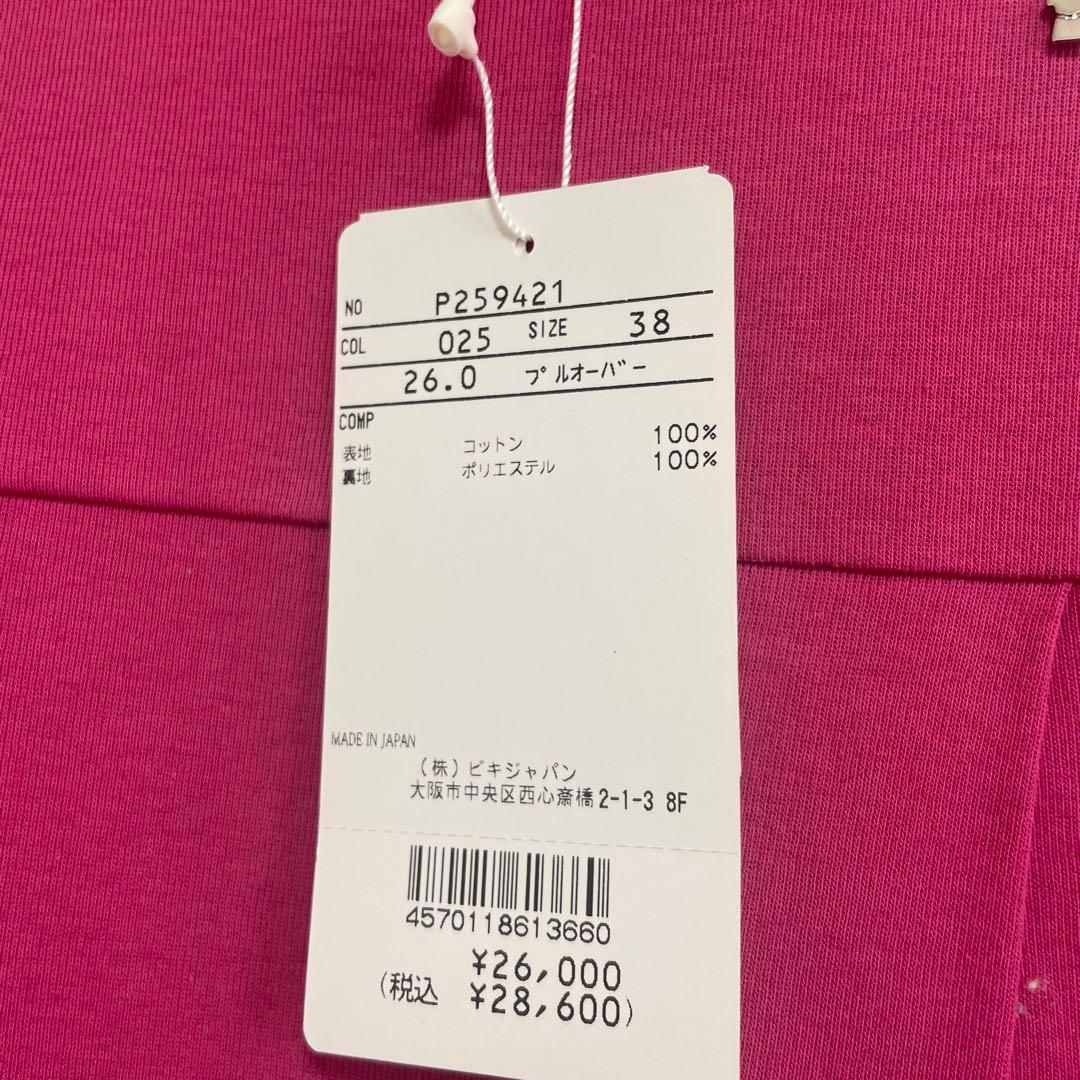 NO P259421
COL 025 SIZE 38
26.0 プルオーバー
COMP
表地 コットン 100%
裏地 ポリエステル 100%
MADE IN JAPAN
(株)ビキジャパン
大阪市中央区西心斎橋2-1-3 8F
4570118613660
¥26,000
(税込 ¥28,600)